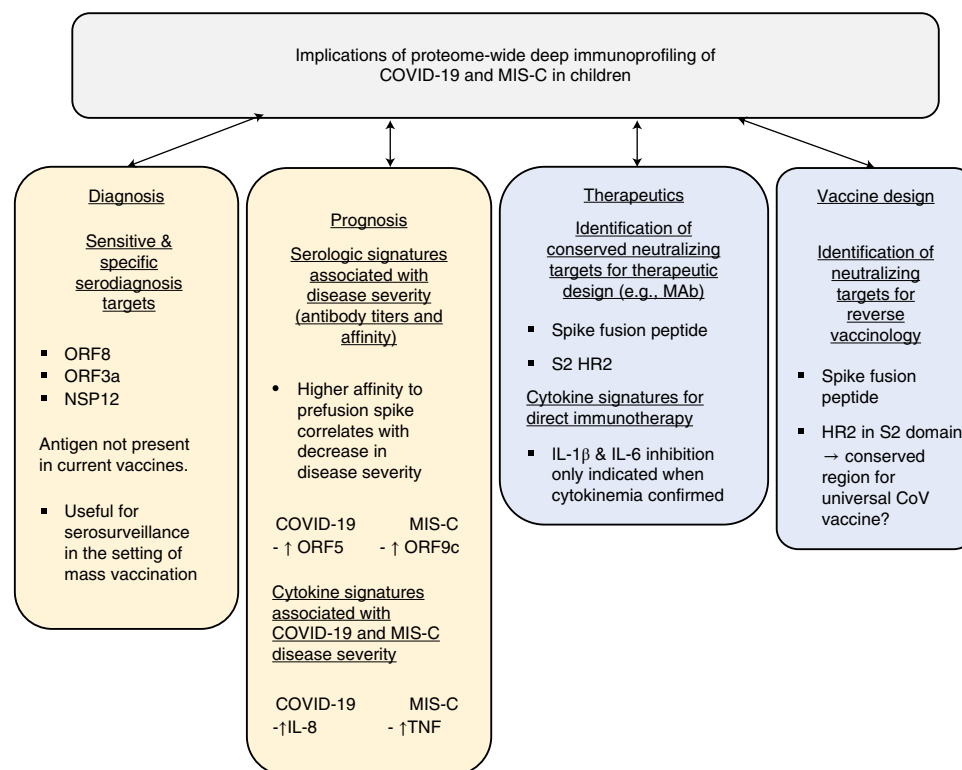 Implications of proteome-wide deep immunoprofiling of
COVID-19 and MIS-C in children
Diagnosis
Sensitive &
specific
serodiagnosis
targets
▪ ORF8
▪ ORF3a
▪ NSP12
Antigen not present
in current vaccines.
▪ Useful for
serosurveillance
in the setting of
mass vaccination
Prognosis
Serologic signatures
associated with
disease severity
(antibody titers and
affinity)
• Higher affinity to
prefusion spike
correlates with
decrease in
disease severity
COVID-19 MIS-C
- ↑ ORF5 - ↑ ORF9c
Cytokine signatures
associated with
COVID-19 and MIS-C
disease severity
COVID-19 MIS-C
-↑IL-8 - ↑TNF
Therapeutics
Identification of
conserved neutralizing
targets for therapeutic
design (e.g., MAb)
▪ Spike fusion peptide
▪ S2 HR2
Cytokine signatures for
direct immunotherapy
▪ IL-1β & IL-6 inhibition
only indicated when
cytokinemia confirmed
Vaccine design
Identification of
neutralizing
targets for
reverse
vaccinology
▪ Spike fusion
peptide
▪ HR2 in S2 domain
→ conserved
region for
universal CoV
vaccine?